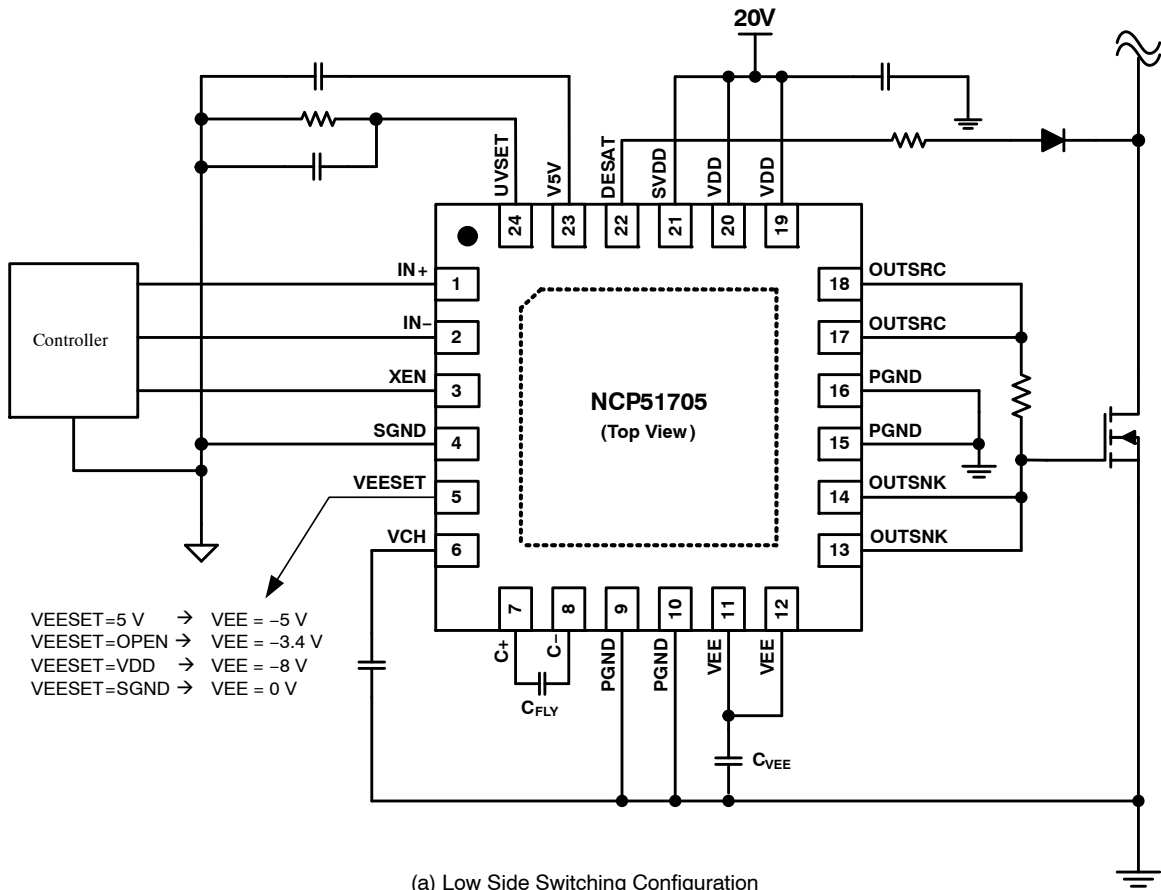 20V
UVSET
V5V
DESAT
SVDD
VDD
VDD
24
23
22
21
20
19
IN+
1
IN−
2
XEN
3
SGND
4
VEESET
5
VCH
6
Controller
NCP51705
(Top View)
18
OUTSRC
17
OUTSRC
16
PGND
15
PGND
14
OUTSNK
13
OUTSNK
7
8
9
10
11
12
C+
C−
PGND
PGND
VEE
VEE
CFLY
CVEE
VEESET=5 V → VEE = −5 V
VEESET=OPEN → VEE = −3.4 V
VEESET=VDD → VEE = −8 V
VEESET=SGND → VEE = 0 V
(a) Low Side Switching Configuration